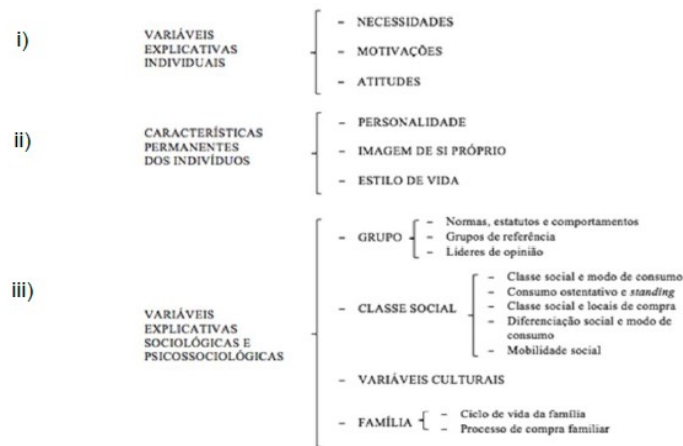 i)
VARIÁVEIS
EXPLICATIVAS
INDIVIDUAIS
– NECESSIDADES
– MOTIVAÇÕES
– ATITUDES
ii)
CARACTERÍSTICAS
PERMANENTES
DOS INDIVÍDUOS
– PERSONALIDADE
– IMAGEM DE SI PRÓPRIO
– ESTILO DE VIDA
iii)
VARIÁVEIS
EXPLICATIVAS
SOCIOLÓGICAS E
PSICOSSOCIOLÓGICAS
– GRUPO
– Normas, estatutos e comportamentos
– Grupos de referência
– Líderes de opinião
– CLASSE SOCIAL
– Classe social e modo de consumo
– Consumo ostentativo e standing
– Classe social e locais de compra
– Diferenciação social e modo de
consumo
– Mobilidade social
– VARIÁVEIS CULTURAIS
– FAMÍLIA
– Ciclo de vida da família
– Processo de compra familiar